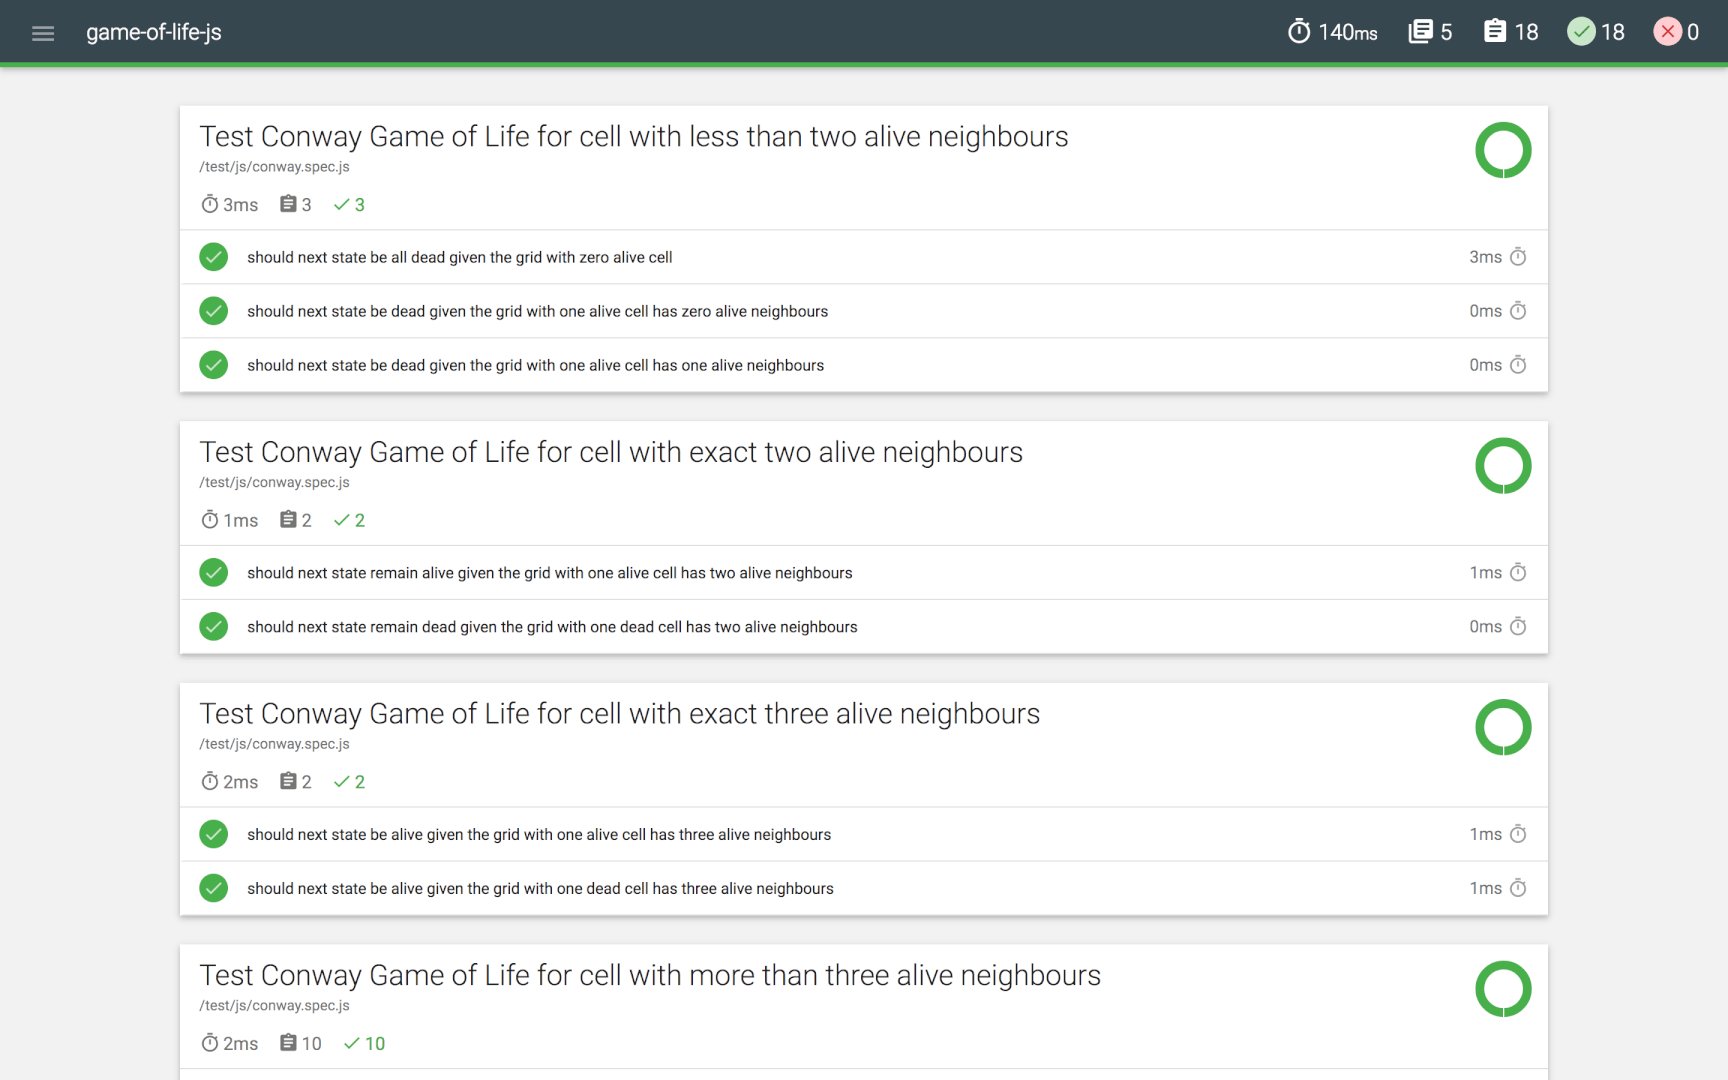 game-of-life-js
140ms 5 18 18 0
Test Conway Game of Life for cell with less than two alive neighbours
/test/js/conway.spec.js
3ms 3 3
should next state be all dead given the grid with zero alive cell 3ms
should next state be dead given the grid with one alive cell has zero alive neighbours 0ms
should next state be dead given the grid with one alive cell has one alive neighbours 0ms
Test Conway Game of Life for cell with exact two alive neighbours
/test/js/conway.spec.js
1ms 2 2
should next state remain alive given the grid with one alive cell has two alive neighbours 1ms
should next state remain dead given the grid with one dead cell has two alive neighbours 0ms
Test Conway Game of Life for cell with exact three alive neighbours
/test/js/conway.spec.js
2ms 2 2
should next state be alive given the grid with one alive cell has three alive neighbours 1ms
should next state be alive given the grid with one dead cell has three alive neighbours 1ms
Test Conway Game of Life for cell with more than three alive neighbours
/test/js/conway.spec.js
2ms 10 10